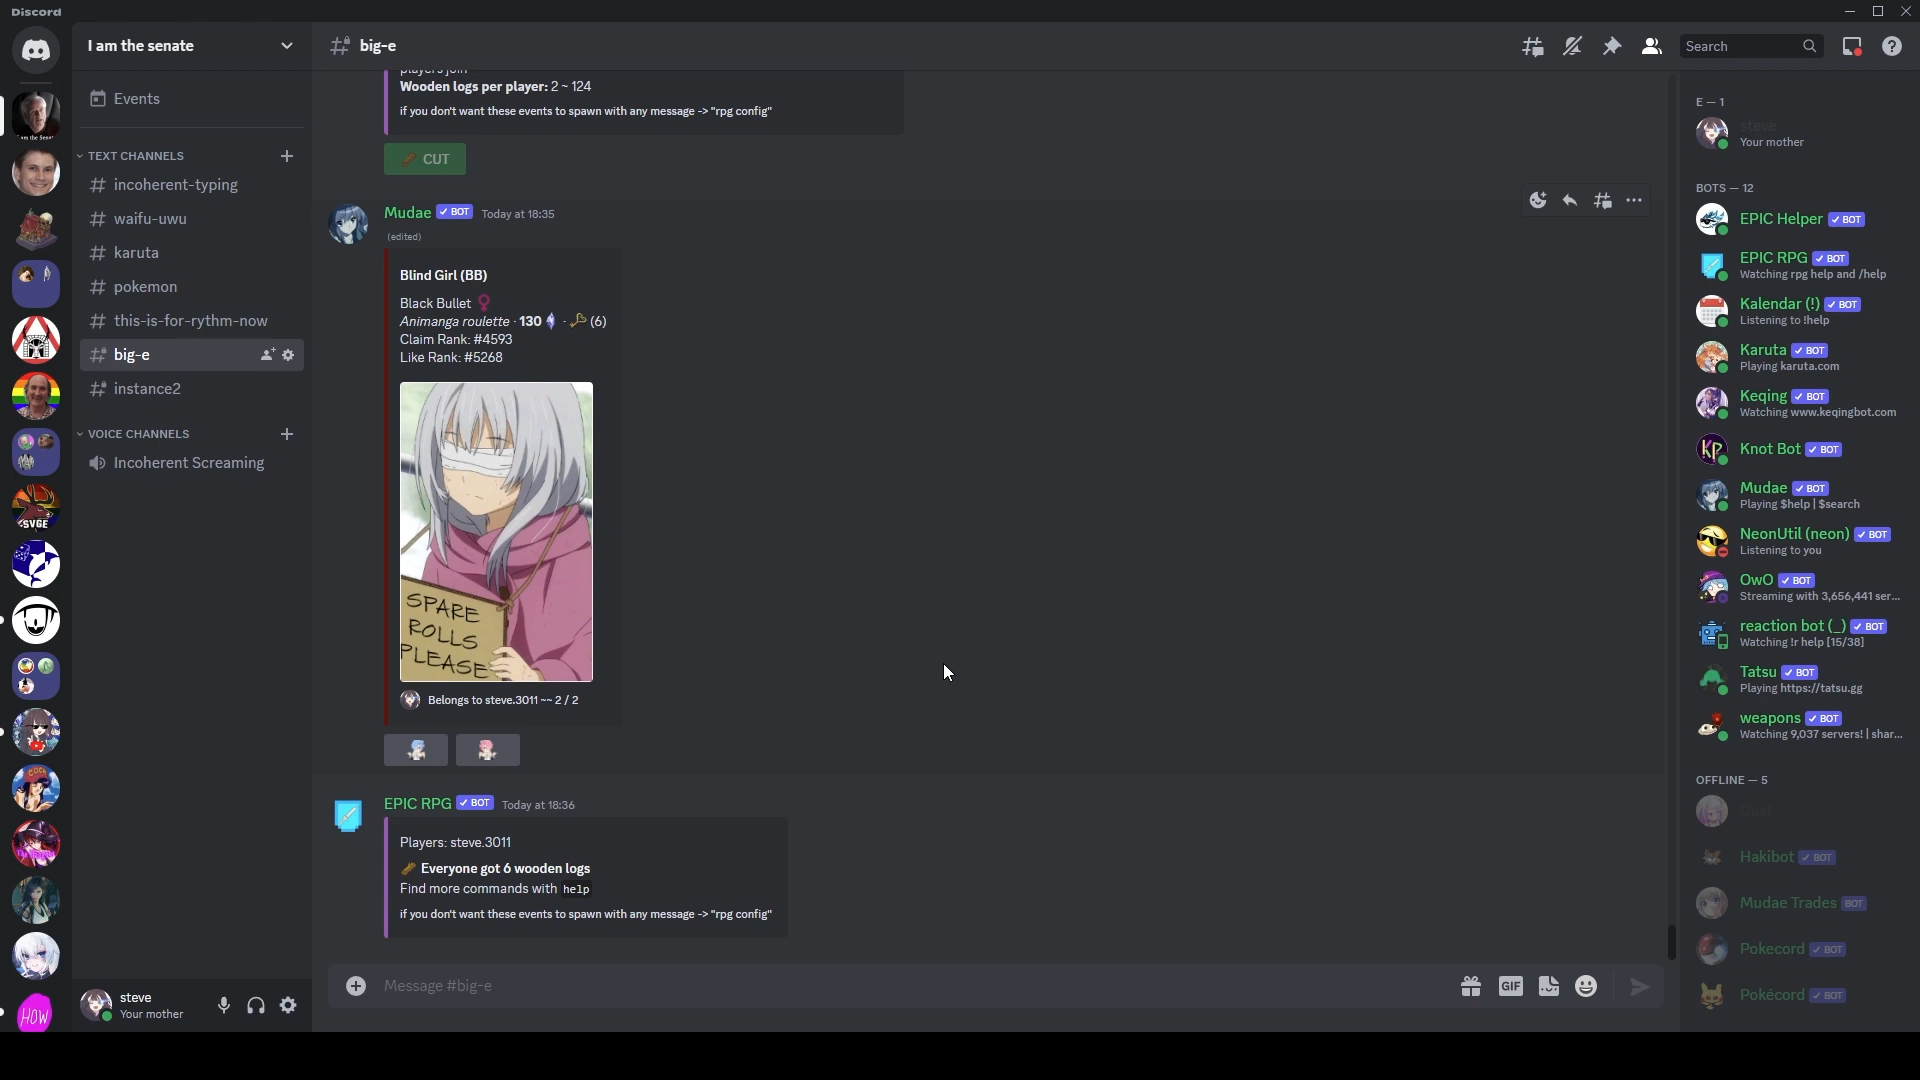 Discord
I am the senate
big-e
Search
Events
TEXT CHANNELS
incoherent-typing
waifu-uwu
karuta
pokemon
this-is-for-rythm-now
big-e
instance2
VOICE CHANNELS
Incoherent Screaming
I am the Sena
SVGE
HOW
steve
Your mother
players join
Wooden logs per player: 2 ~ 124
if you don't want these events to spawn with any message -> "rpg config"
CUT
Mudae BOT Today at 18:35
(edited)
Blind Girl (BB)
Black Bullet
Animanga roulette · 130 · (6)
Claim Rank: #4593
Like Rank: #5268
SPARE
ROLLS
PLEASE
Belongs to steve.3011 ~~ 2 / 2
EPIC RPG BOT Today at 18:36
Players: steve.3011
Everyone got 6 wooden logs
Find more commands with help
if you don't want these events to spawn with any message -> "rpg config"
Message #big-e
GIF
E — 1
steve
Your mother
BOTS — 12
EPIC Helper BOT
EPIC RPG BOT
Watching rpg help and /help
Kalendar (!) BOT
Listening to !help
Karuta BOT
Playing karuta.com
Keqing BOT
Watching www.keqingbot.com
KP
Knot Bot BOT
Mudae BOT
Playing $help | $search
NeonUtil (neon) BOT
Listening to you
OwO BOT
Streaming with 3,656,441 ser...
reaction bot (_) BOT
Watching !r help [15/38]
Tatsu BOT
Playing https://tatsu.gg
weapons BOT
Watching 9,037 servers! | shar...
OFFLINE — 5
Hakibot BOT
Mudae Trades BOT
Pokecord BOT
Pokécord BOT